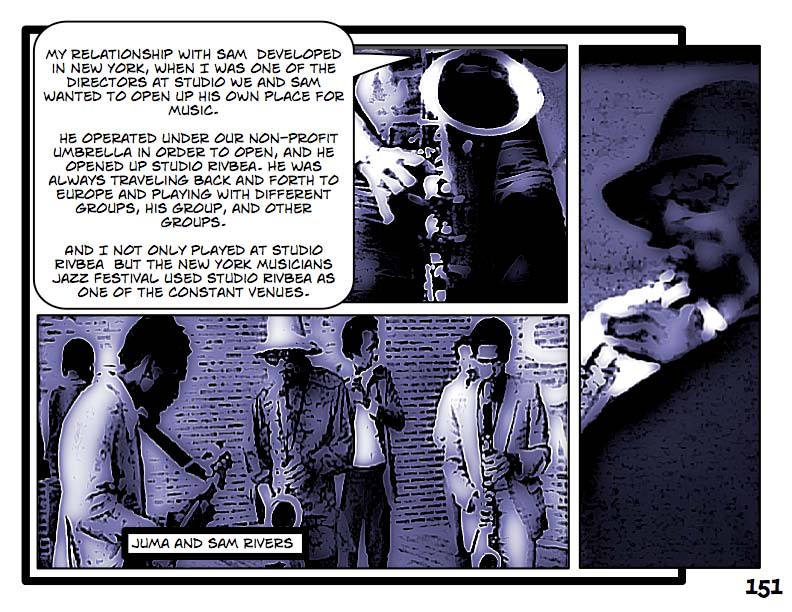 MY RELATIONSHIP WITH SAM DEVELOPED
IN NEW YORK, WHEN I WAS ONE OF THE
DIRECTORS AT STUDIO WE AND SAM
WANTED TO OPEN UP HIS OWN PLACE FOR
MUSIC.
HE OPERATED UNDER OUR NON-PROFIT
UMBRELLA IN ORDER TO OPEN, AND HE
OPENED UP STUDIO RIVBEA. HE WAS
ALWAYS TRAVELING BACK AND FORTH TO
EUROPE AND PLAYING WITH DIFFERENT
GROUPS, HIS GROUP, AND OTHER
GROUPS.
AND I NOT ONLY PLAYED AT STUDIO
RIVBEA BUT THE NEW YORK MUSICIANS
JAZZ FESTIVAL USED STUDIO RIVBEA AS
ONE OF THE CONSTANT VENUES.
JUMA AND SAM RIVERS
151